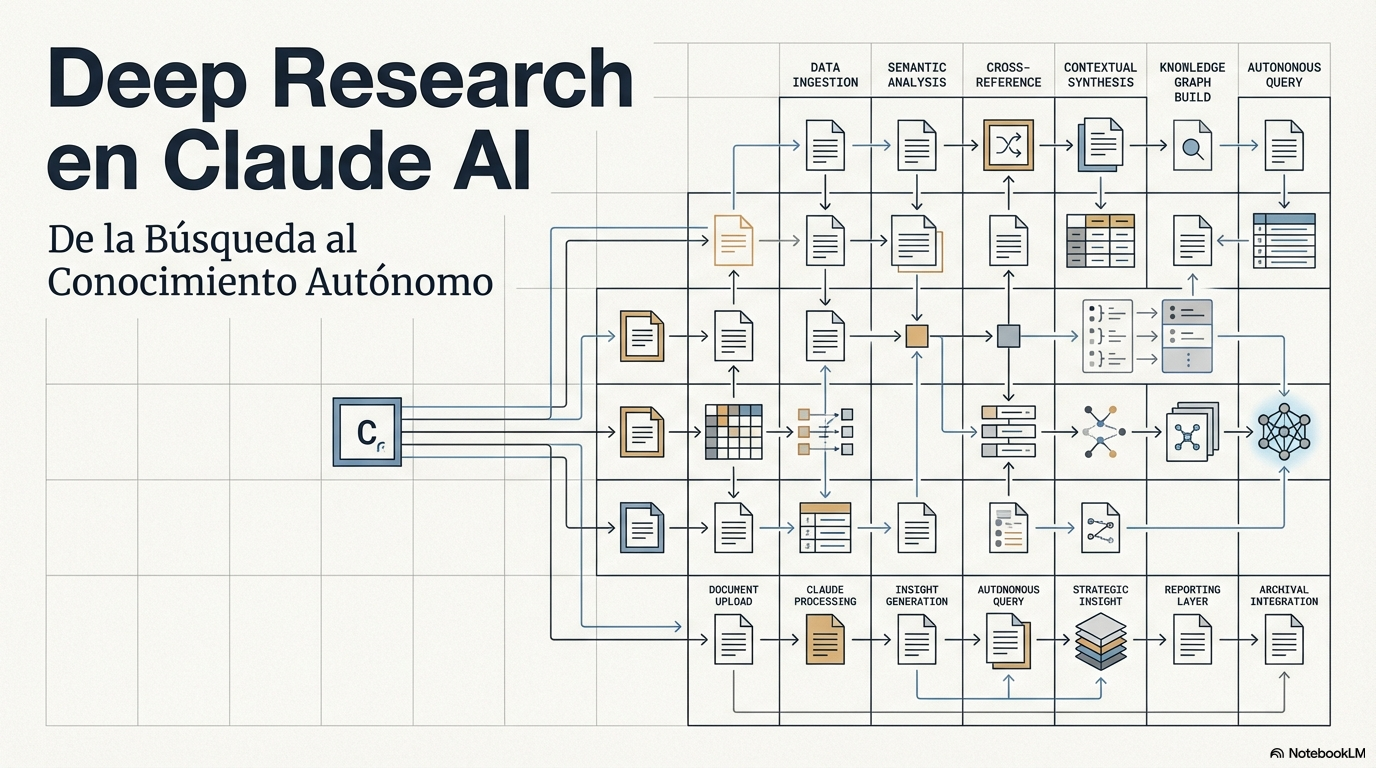 Deep Research
en Claude AI
De la Búsqueda al
Conocimiento Autónomo
DATA
INGESTION
SEMANTIC
ANALYSIS
CROSS-
REFERENCE
CONTEXTUAL
SYNTHESIS
KNOWLEDGE
GRAPH
BUILD
AUTONONOUS
QUERY
C
DOCUMENT
UPLOAD
CLAUDE
PROCESSING
INSIGHT
GENERATION
AUTDNONOUS
QUERY
STRATEGIC
INSIGHT
REPORTING
LAYER
ARCHIVAL
INTEGRATION
NotebookLM